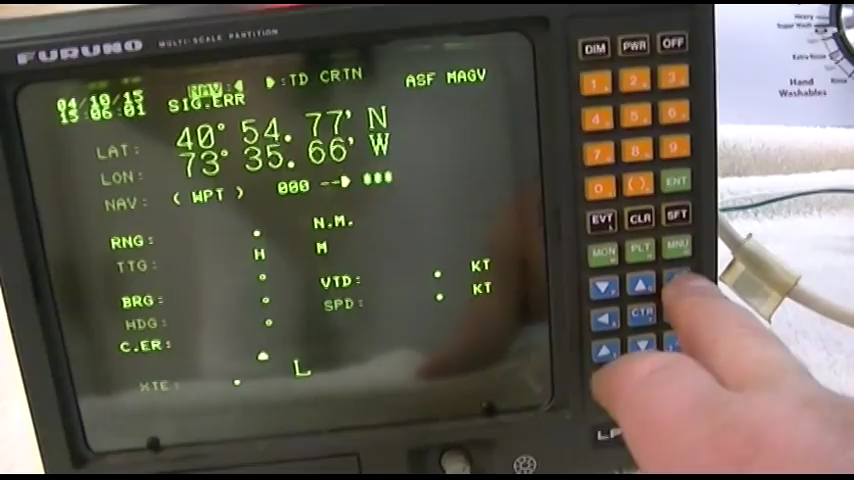 FURUNO MULTI-SCALE PARTITION
04/10/15 NAV :TD CRTN ASF MAGV
15:06:01 SIG.ERR
LAT: 40° 54. 77' N
LON: 73° 35. 66' W
NAV: ( WPT ) 000 -->
RNG: . N.M.
TTG: H M
BRG: ° VTD: . KT
HDG: ° SPD: . KT
C.ER: °
XTE: . L
DIM PWR OFF
1 2 3
4 5 6
7 8 9
0 ( ) ENT
EVT CLR SFT
MON PLT MNU
CTR
LP
Heavy
Super Wash
Extra Rinse
Hand
Washables